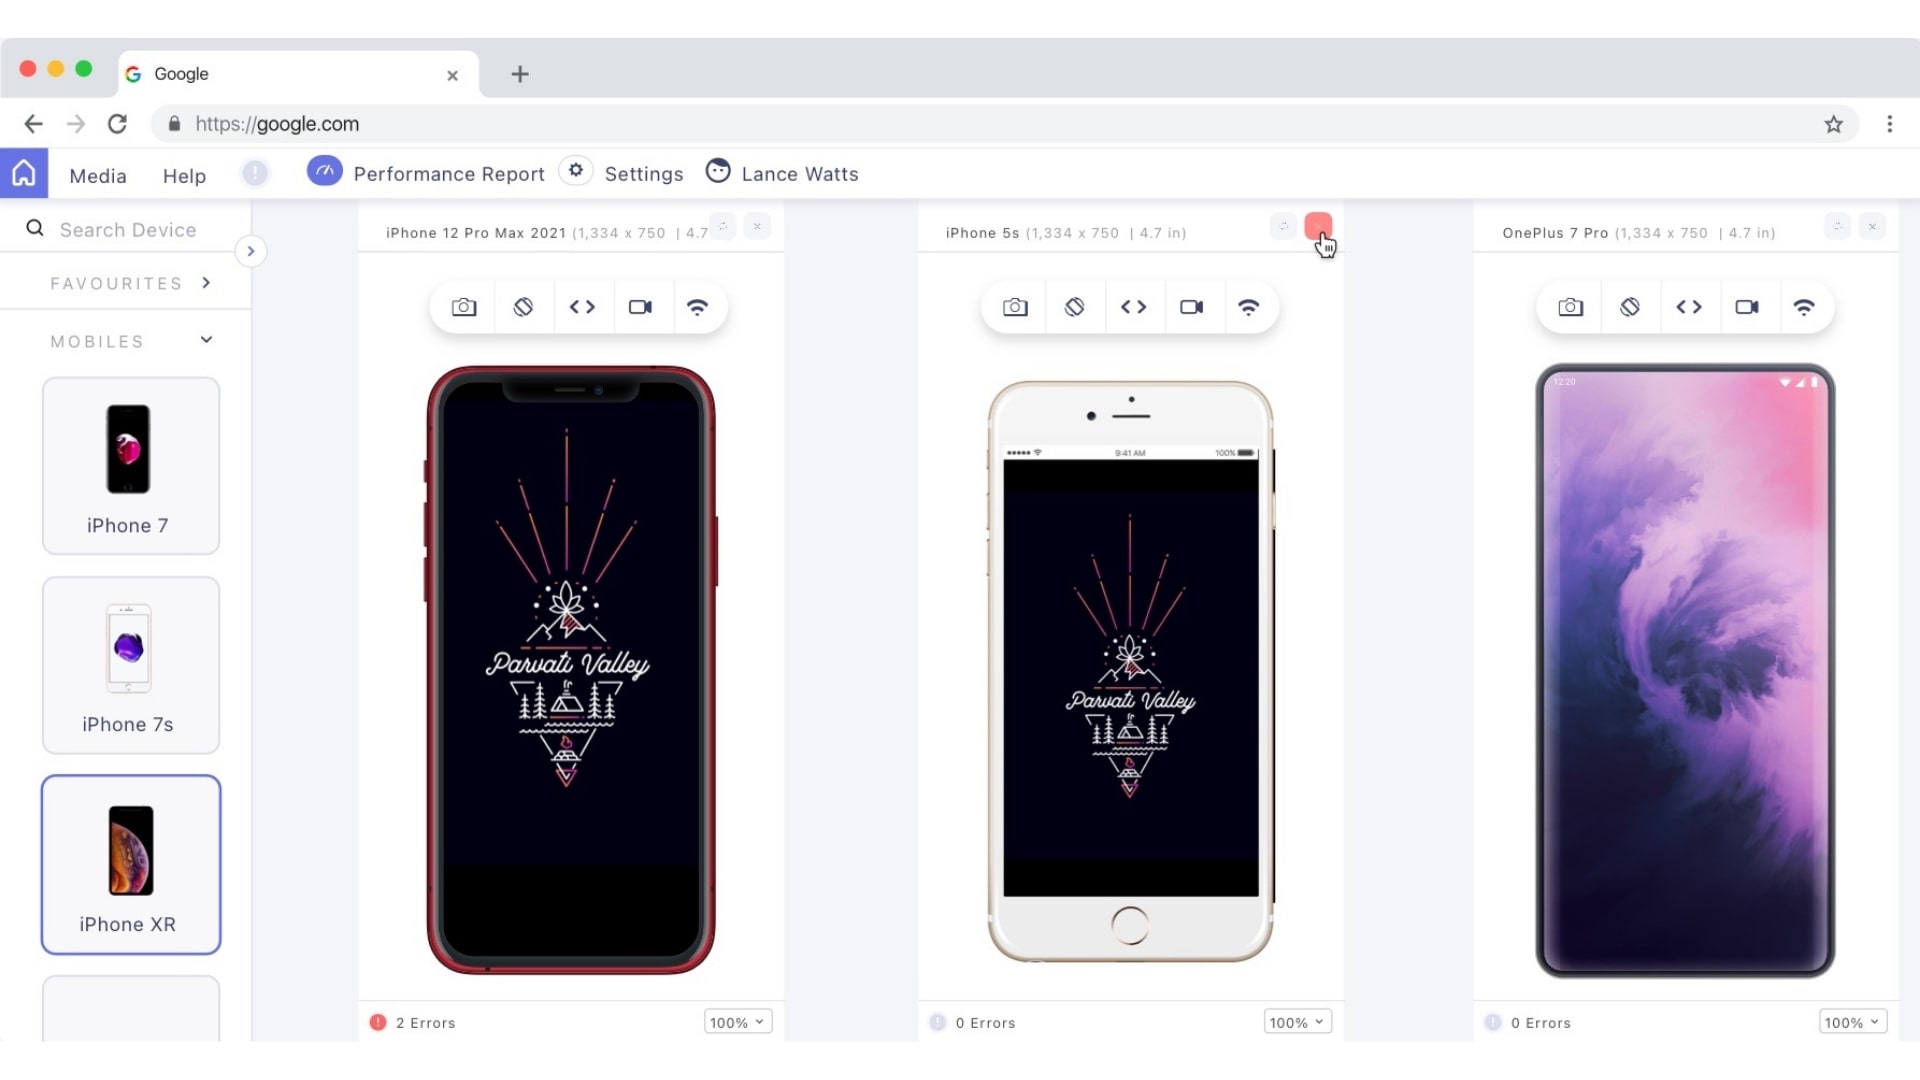 Google
https://google.com
Media Help Performance Report Settings Lance Watts
Search Device
FAVOURITES
MOBILES
iPhone 7
iPhone 7s
iPhone XR
iPhone 12 Pro Max 2021 (1,334 x 750 | 4.7
12:20
2 Errors 100%
iPhone 5s (1,334 x 750 | 4.7 in)
9:41 AM 100%
Parvati Valley
0 Errors 100%
OnePlus 7 Pro (1,334 x 750 | 4.7 in)
Parvati Valley
0 Errors 100%